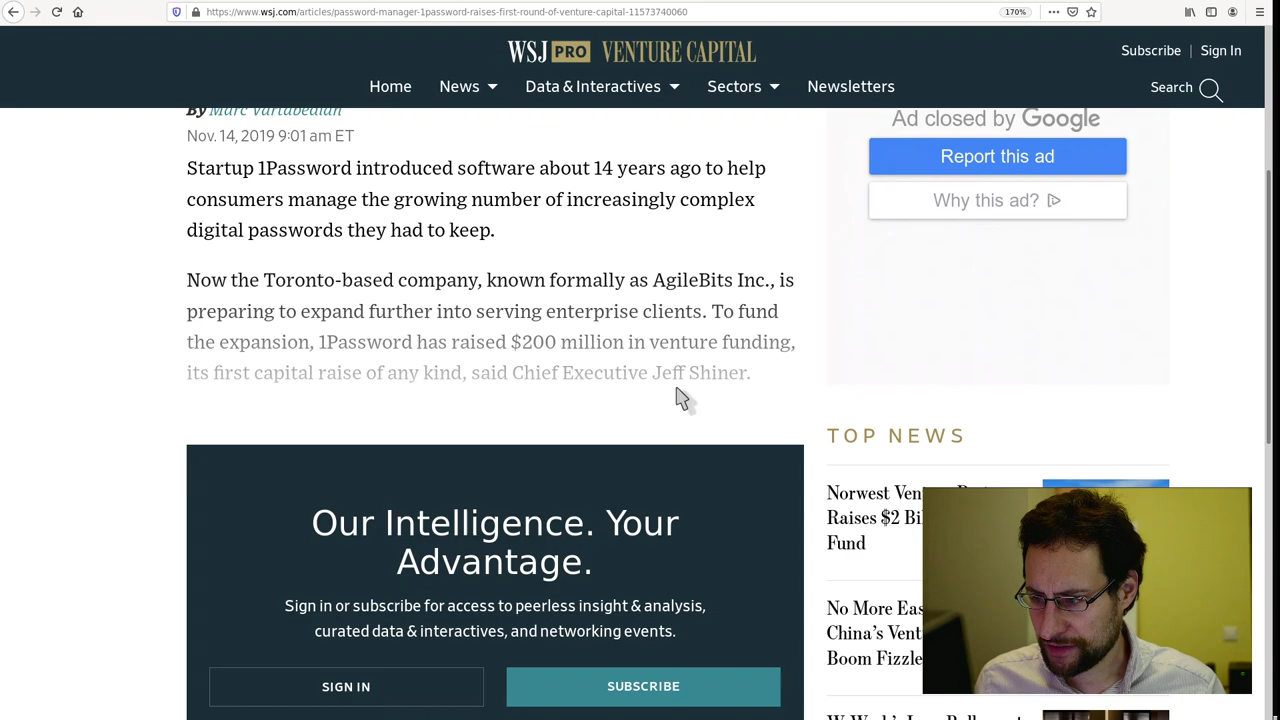 https://www.wsj.com/articles/password-manager-1password-raises-first-round-of-venture-capital-11573740060
170%
WSJ PRO VENTURE CAPITAL
Subscribe | Sign In
Home News Data & Interactives Sectors Newsletters
Search
By Marc Vartabedian
Nov. 14, 2019 9:01 am ET
Startup 1Password introduced software about 14 years ago to help
consumers manage the growing number of increasingly complex
digital passwords they had to keep.
Now the Toronto-based company, known formally as AgileBits Inc., is
preparing to expand further into serving enterprise clients. To fund
the expansion, 1Password has raised $200 million in venture funding,
its first capital raise of any kind, said Chief Executive Jeff Shiner.
Our Intelligence. Your
Advantage.
Sign in or subscribe for access to peerless insight & analysis,
curated data & interactives, and networking events.
SIGN IN
SUBSCRIBE
Ad closed by Google
Report this ad
Why this ad?
TOP NEWS
Norwest Ven
Raises $2 Bi
Fund
No More Eas
China's Vent
Boom Fizzle